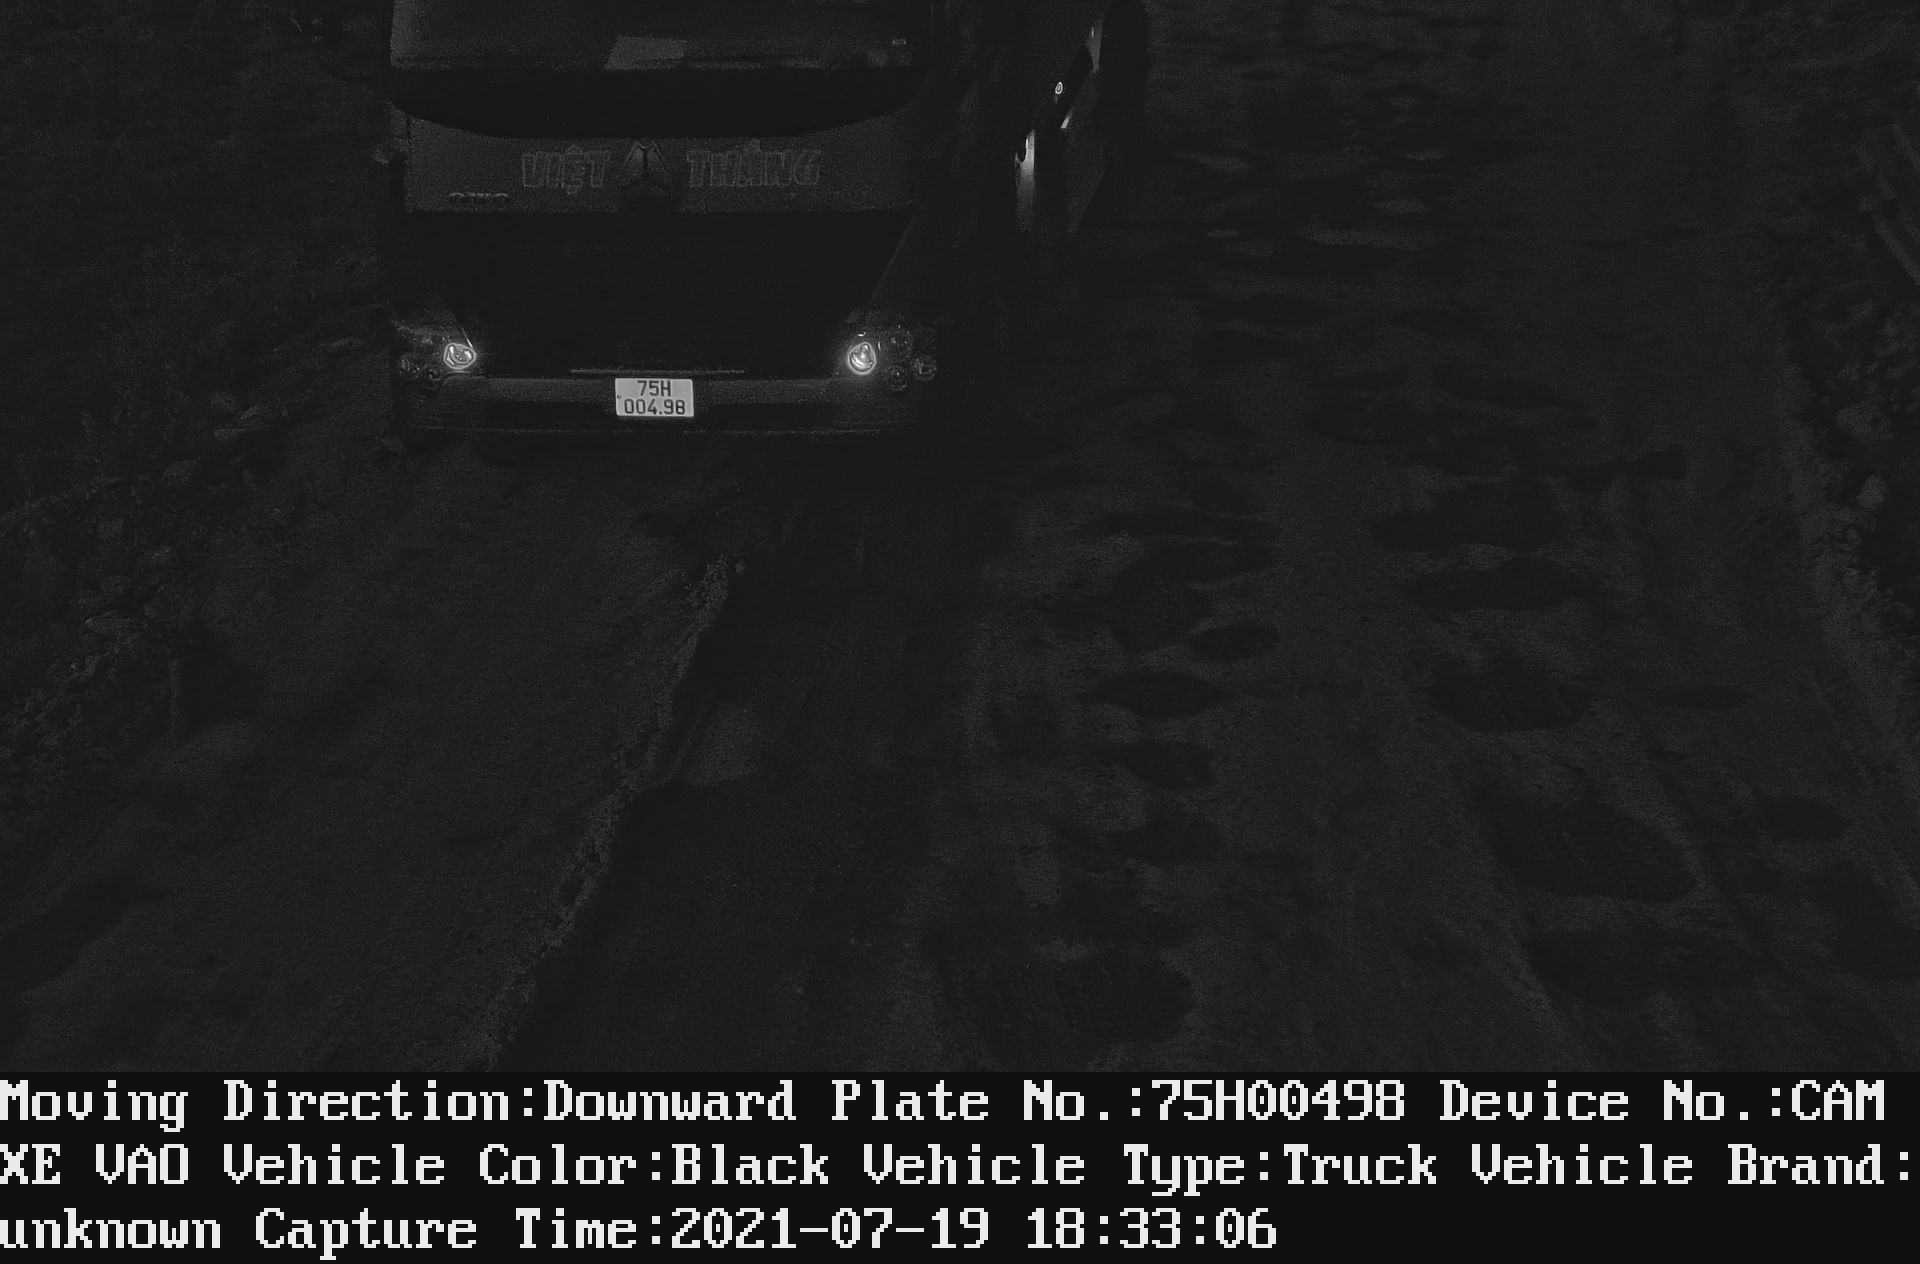 VIỆT THẮNG
75H
004.98
Moving Direction:Downward Plate No.:75H00498 Device No.:CAM
XE VAO Vehicle Color:Black Vehicle Type:Truck Vehicle Brand:
unknown Capture Time:2021-07-19 18:33:06